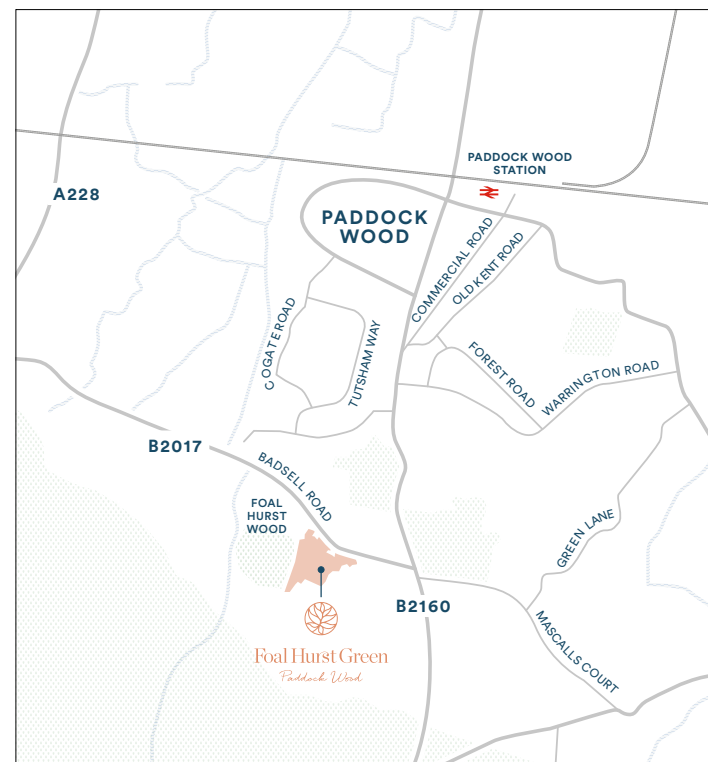 PADDOCK WOOD
STATION
A228
PADDOCK
WOOD
COMMERCIAL ROAD
OLD KENT ROAD
C OGATE ROAD
TUTSHAM WAY
FOREST ROAD
WARRINGTON ROAD
B2017
BADSELL ROAD
FOAL
HURST
WOOD
GREEN LANE
B2160
MASCALLS COURT
Foal Hurst Green
Paddock Wood